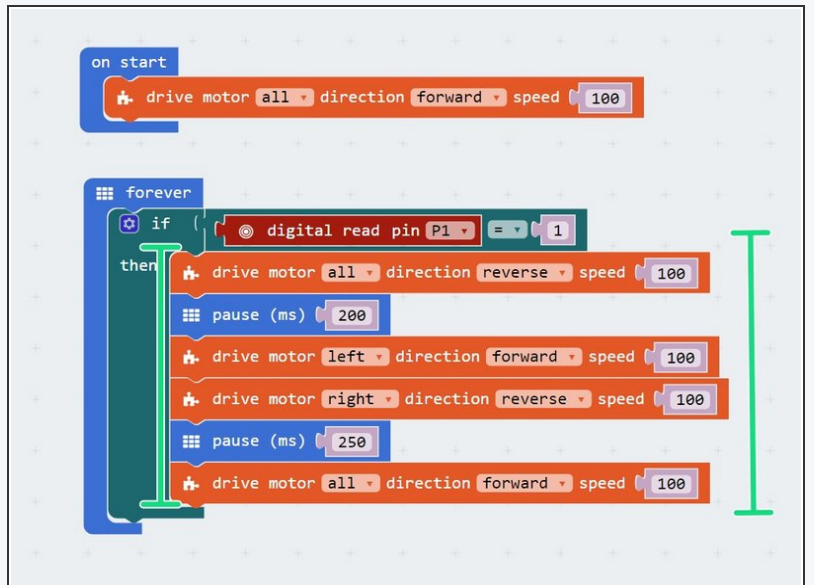 on start
drive motor all direction forward speed 100
forever
if digital read pin P1 = 1
then
drive motor all direction reverse speed 100
pause (ms) 200
drive motor left direction forward speed 100
drive motor right direction reverse speed 100
pause (ms) 250
drive motor all direction forward speed 100